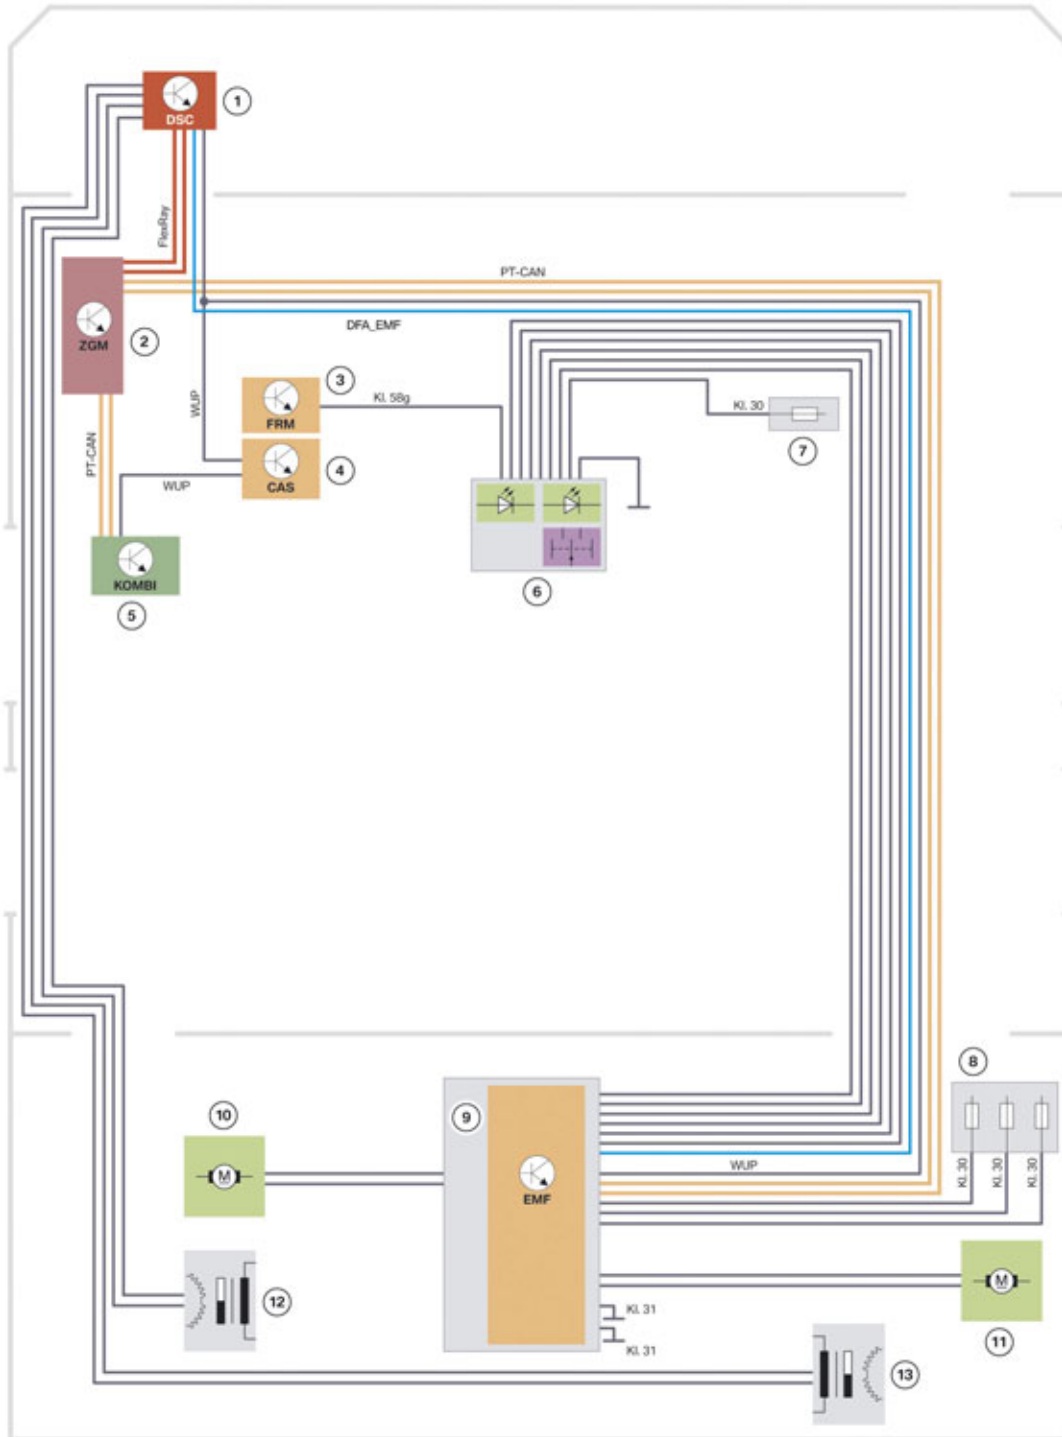 1
DSC
FlexRay
PT-CAN
ZGM
2
DFA_EMF
3
FRM
Kl. 58g
Kl. 30
7
WUP
PT-CAN
4
CAS
WUP
KOMBI
5
6
8
10
9
M
EMF
WUP
Kl. 30
Kl. 30
Kl. 30
M
11
12
Kl. 31
Kl. 31
13